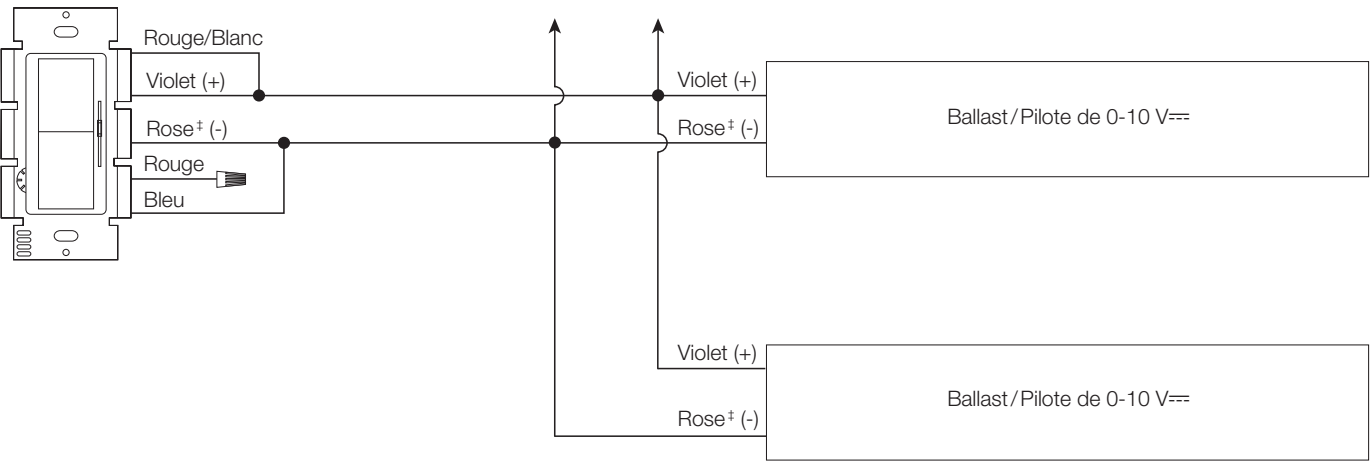 Rouge/Blanc
Violet (+)
Rose‡ (-)
Rouge
Bleu
Violet (+)
Rose‡ (-)
Ballast/Pilote de 0-10 V⎓
Violet (+)
Rose‡ (-)
Ballast/Pilote de 0-10 V⎓